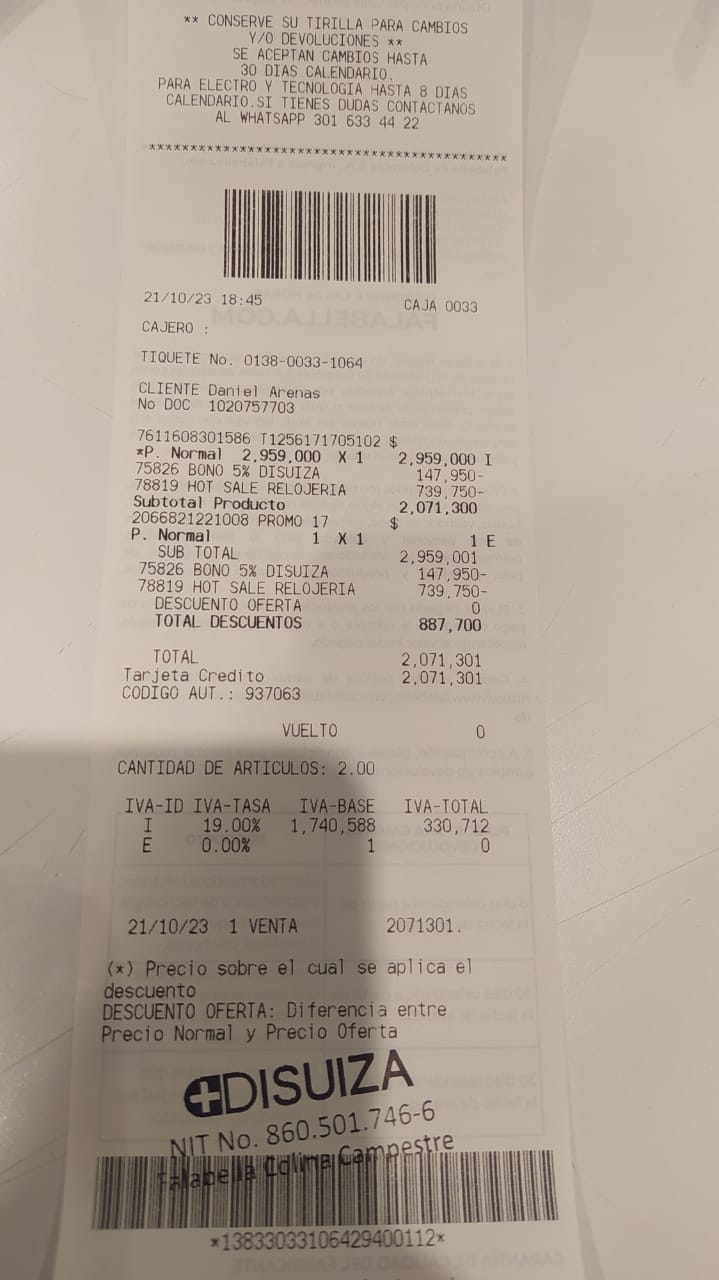 ** CONSERVE SU TIRILLA PARA CAMBIOS
Y/O DEVOLUCIONES **
SE ACEPTAN CAMBIOS HASTA
30 DIAS CALENDARIO.
PARA ELECTRO Y TECNOLOGIA HASTA 8 DIAS
CALENDARIO.SI TIENES DUDAS CONTACTANOS
AL WHATSAPP 301 633 44 22
*******************************************
21/10/23 18:45 CAJA 0033
CAJERO :
TIQUETE No. 0138-0033-1064
CLIENTE Daniel Arenas
No DOC 1020757703
7611608301586 T1256171705102 $
*P. Normal 2,959,000 X 1 2,959,000 I
75826 BONO 5% DISUIZA 147,950-
78819 HOT SALE RELOJERIA 739,750-
Subtotal Producto 2,071,300
2066821221008 PROMO 17 $
P. Normal 1 X 1 1 E
SUB TOTAL 2,959,001
75826 BONO 5% DISUIZA 147,950-
78819 HOT SALE RELOJERIA 739,750-
DESCUENTO OFERTA 0
TOTAL DESCUENTOS 887,700
TOTAL 2,071,301
Tarjeta Credito 2,071,301
CODIGO AUT.: 937063
VUELTO 0
CANTIDAD DE ARTICULOS: 2.00
IVA-ID IVA-TASA IVA-BASE IVA-TOTAL
I 19.00% 1,740,588 330,712
E 0.00% 1 0
21/10/23 1 VENTA 2071301.
(*) Precio sobre el cual se aplica el
descuento
DESCUENTO OFERTA: Diferencia entre
Precio Normal y Precio Oferta
DISUIZA
NIT No. 860.501.746-6
Falabella Colina Campestre
*13833033106429400112*